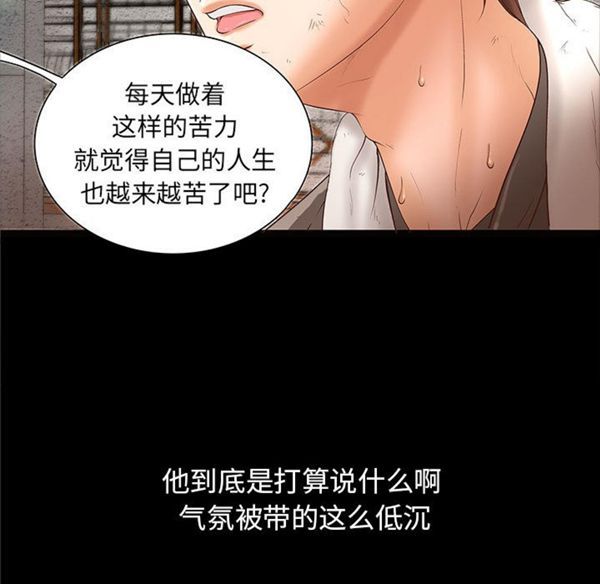 每天做着
这样的苦力
就觉得自己的人生
也越来越苦了吧?
他到底是打算说什么啊
气氛被带的这么低沉